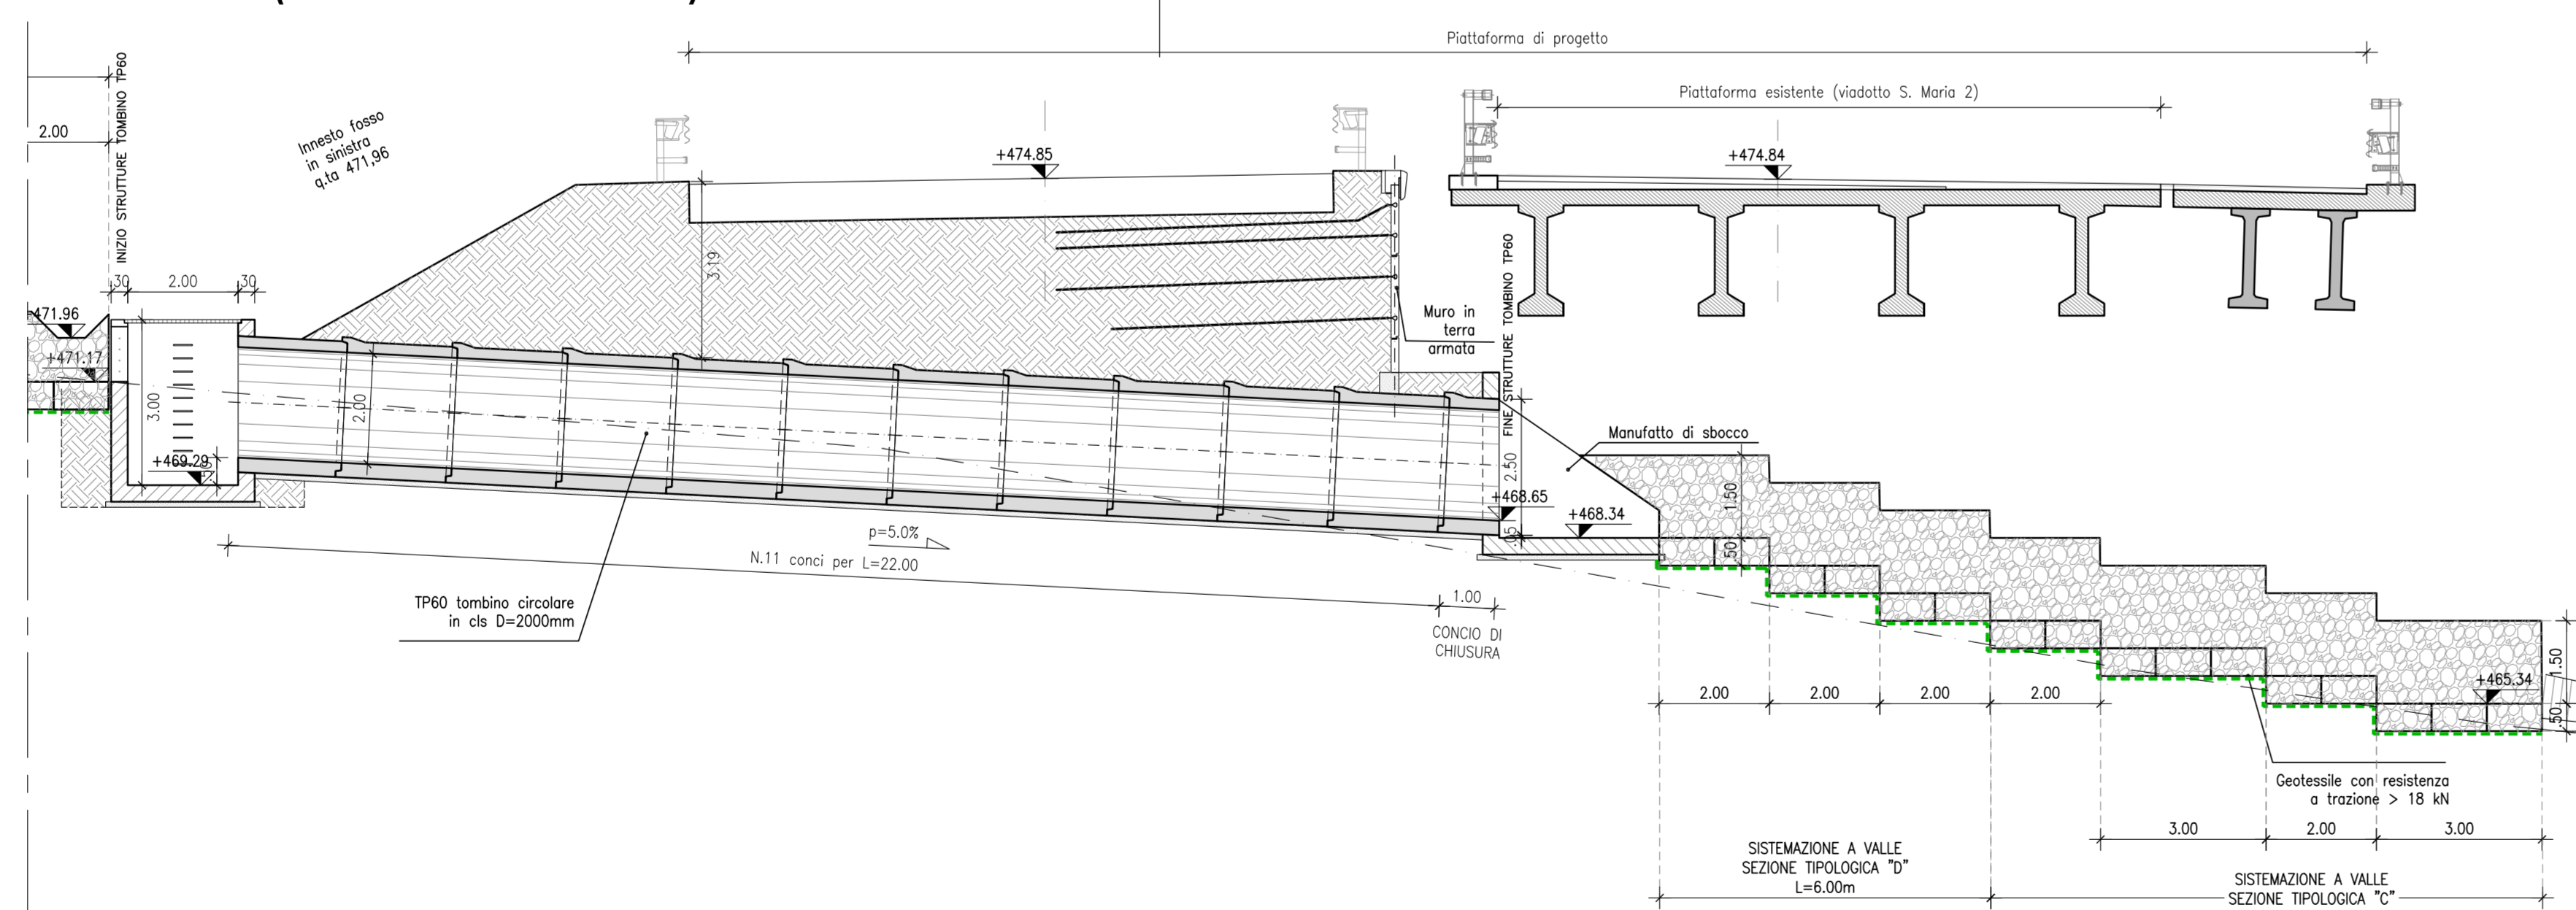 Piattaforma di progetto
Piattaforma esistente (viadotto S. Maria 2)
INIZIO STRUTTURE TOMBINO TP60
2.00
Innesto fosso
in sinistra
q.ta 471,96
+474.85
+474.84
3.19
30
2.00
30
+471.96
+471.17
3.00
+469.29
2.00
Muro in
terra
armata
FINE STRUTTURE TOMBINO TP60
Manufatto di sbocco
2.50
+468.65
+468.34
1.50
.50
p=5.0%
N.11 conci per L=22.00
1.00
CONCIO DI
CHIUSURA
TP60 tombino circolare
in cls D=2000mm
2.00
2.00
2.00
2.00
+465.34
1.50
.50
Geotessile con resistenza
a trazione > 18 kN
3.00
2.00
3.00
SISTEMAZIONE A VALLE
SEZIONE TIPOLOGICA "D"
L=6.00m
SISTEMAZIONE A VALLE
SEZIONE TIPOLOGICA "C"